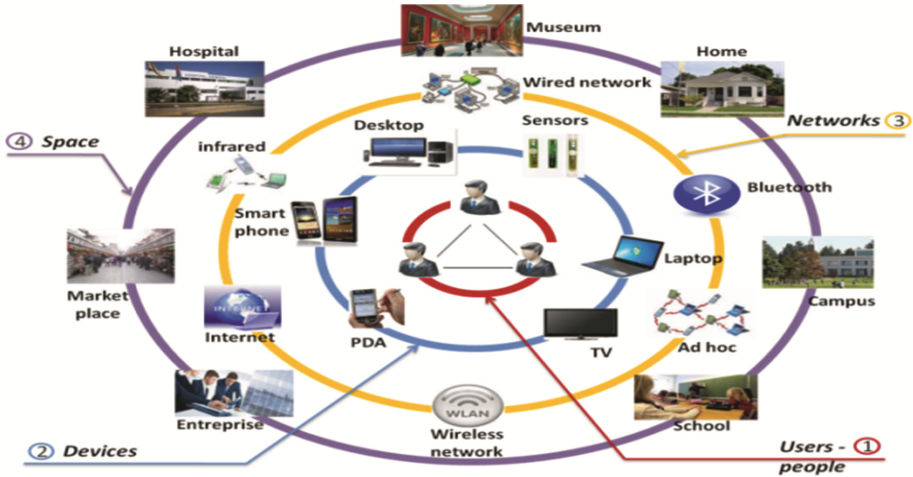 Museum
Hospital
Home
Wired network
Networks 3
Desktop
Sensors
4 Space
infrared
Bluetooth
Smart
phone
Laptop
Market
place
Campus
INTERNET
Internet
PDA
TV
Ad hoc
WLAN
Entreprise
Wireless
network
School
2 Devices
Users - 1
people